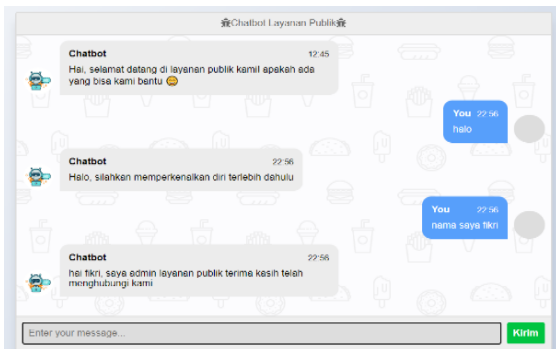 Chatbot Layanan Publik
Chatbot 12:45
Hai, selamat datang di layanan publik kami! apakah ada
yang bisa kami bantu 😄
You 22:56
halo
Chatbot 22:56
Halo, silahkan memperkenalkan diri terlebih dahulu
You 22:56
nama saya fikri
Chatbot 22:56
hai fikri, saya admin layanan publik terima kasih telah
menghubungi kami
Enter your message...
Kirim